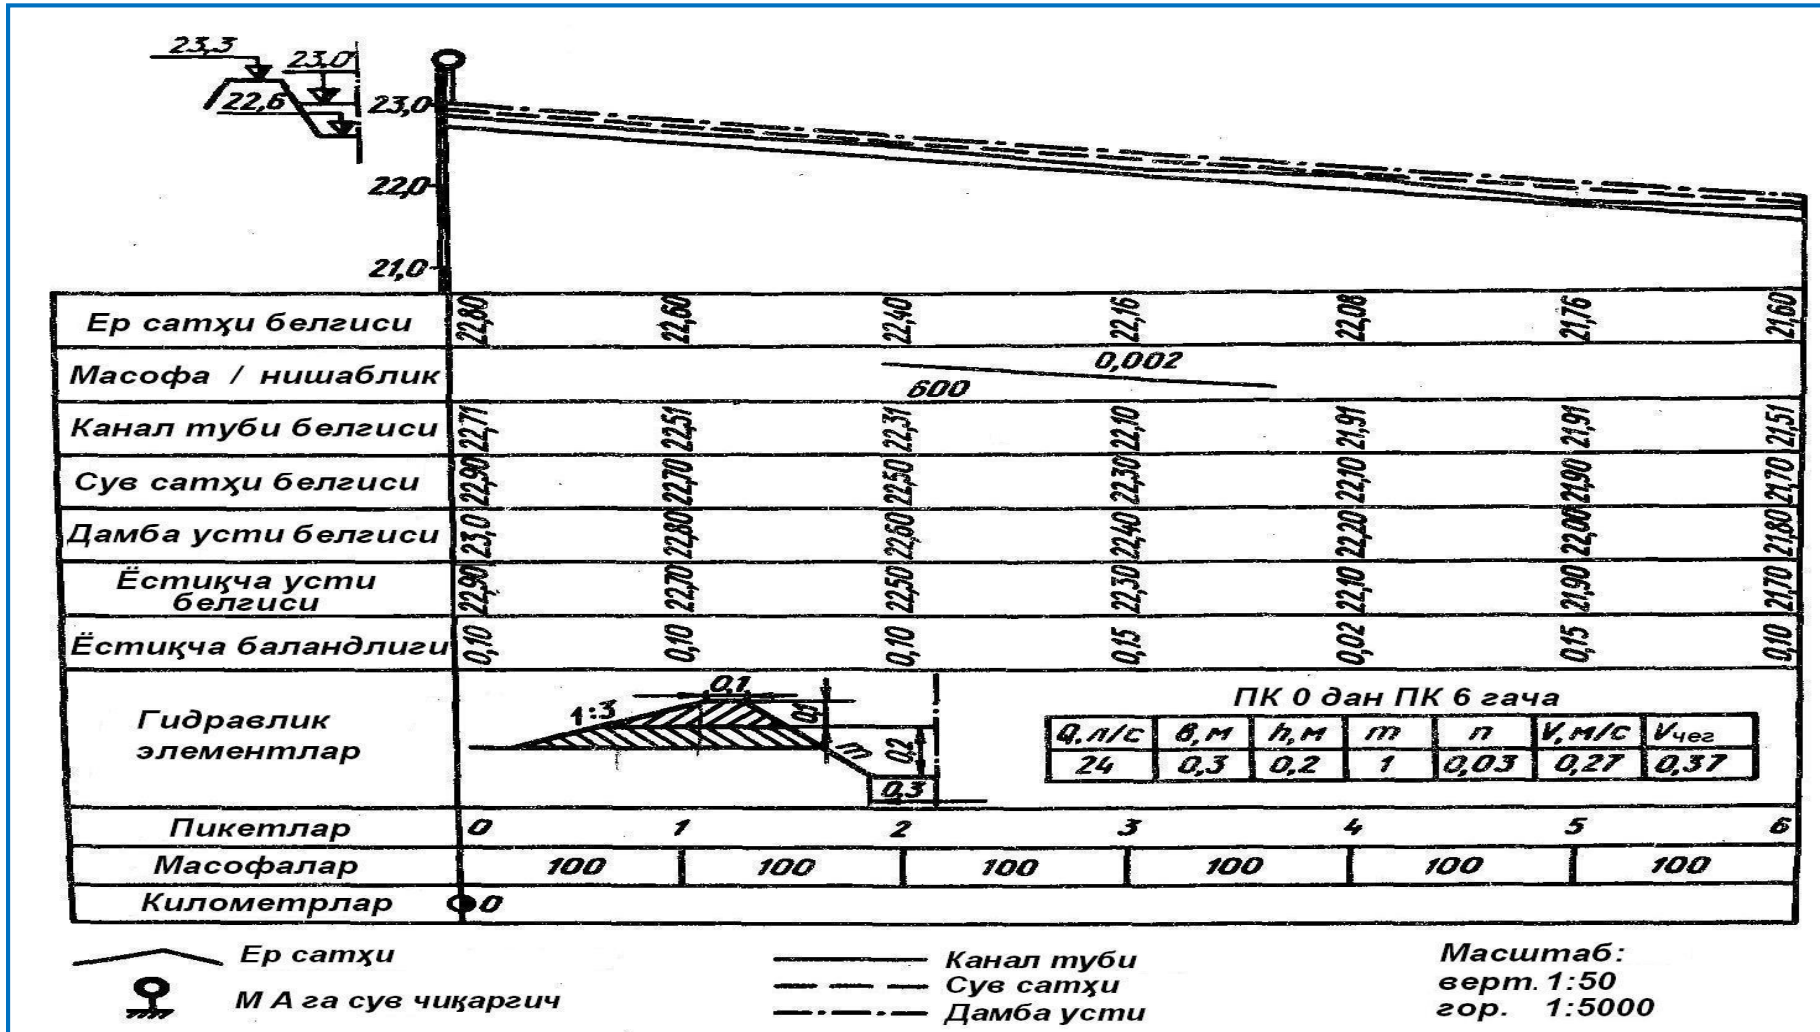 23,3
23,0
22,6
23,0
22,0
21,0
Ер сатҳи белгиси 22,80 22,60 22,40 22,16 22,08 21,76 21,60
Масофа / нишаблик 0,002
600
Канал туби белгиси 22,71 22,51 22,31 22,10 21,91 21,91 21,51
Сув сатҳи белгиси 22,90 22,70 22,50 22,30 22,10 21,90 21,70
Дамба усти белгиси 23,0 22,80 22,60 22,40 22,20 22,00 21,80
Ёстиқча усти
белгиси 22,90 22,70 22,50 22,30 22,10 21,90 21,70
Ёстиқча баландлиги 0,10 0,10 0,10 0,15 0,02 0,15 0,10
Гидравлик
элементлар
0,1
1:3
0,1
m
0,2
0,3
ПК 0 дан ПК 6 гача
Q, л/с в, м h, м m n V, м/с Vчег
24 0,3 0,2 1 0,03 0,27 0,37
Пикетлар 0 1 2 3 4 5 6
Масофалар 100 100 100 100 100 100
Километрлар 0
Ер сатҳи
М А га сув чиқаргич
Канал туби
Сув сатҳи
Дамба усти
Масштаб:
верт. 1:50
гор. 1:5000